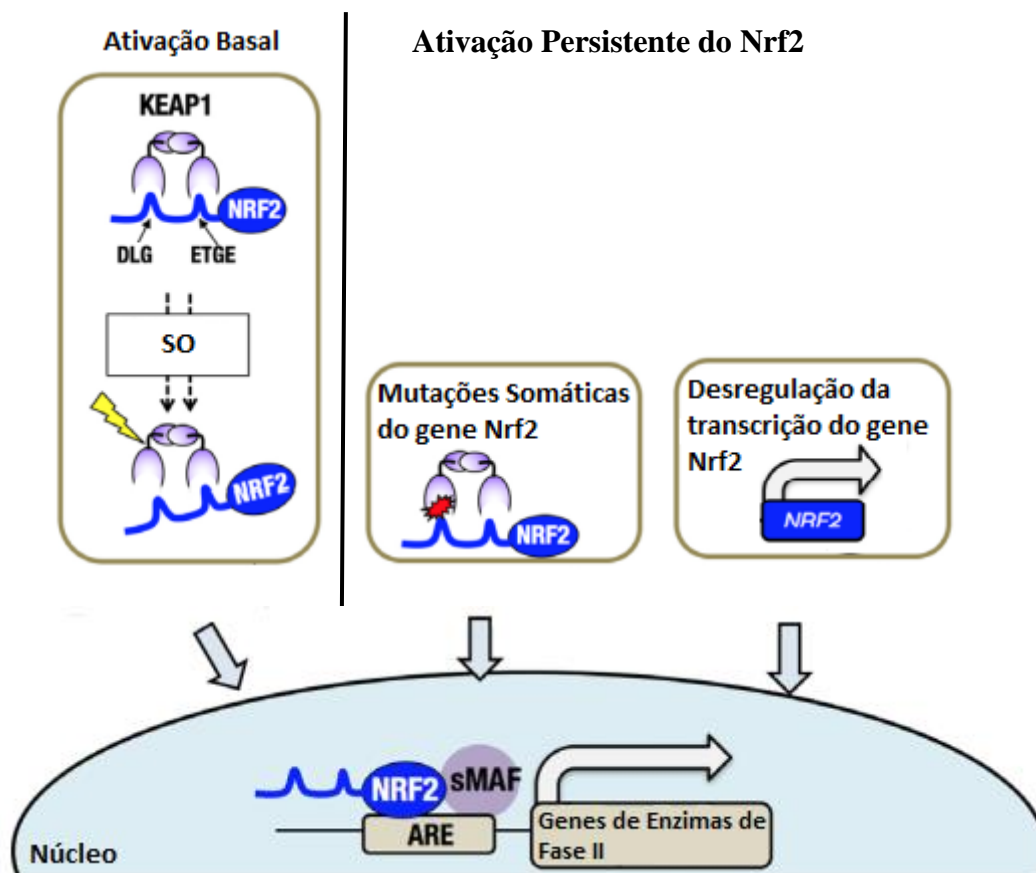 Ativação Basal
Ativação Persistente do Nrf2
KEAP1
NRF2
DLG
ETGE
SO
NRF2
Mutações Somáticas
do gene Nrf2
NRF2
Desregulação da
transcrição do gene
Nrf2
NRF2
NRF2
sMAF
ARE
Genes de Enzimas de
Fase II
Núcleo